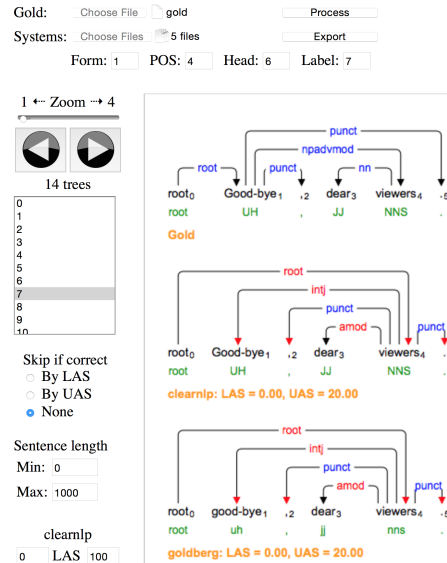 Gold: Choose File gold Process
Systems: Choose Files 5 files Export
Form: 1 POS: 4 Head: 6 Label: 7
1 ⇠ Zoom ⇢ 4
14 trees
0
1
2
3
4
5
6
7
8
9
10
Skip if correct
By LAS
By UAS
None
Sentence length
Min: 0
Max: 1000
clearnlp
0 LAS 100
punct
npadvmod
root punct nn
root0 Good-bye1 ,2 dear3 viewers4 .5
root UH , JJ NNS .
Gold
root
intj
punct
amod punct
root0 Good-bye1 ,2 dear3 viewers4 .5
root UH , JJ NNS .
clearnlp: LAS = 0.00, UAS = 20.00
root
intj
punct
amod punct
root0 good-bye1 ,2 dear3 viewers4 .5
root uh , jj nns .
goldberg: LAS = 0.00, UAS = 20.00